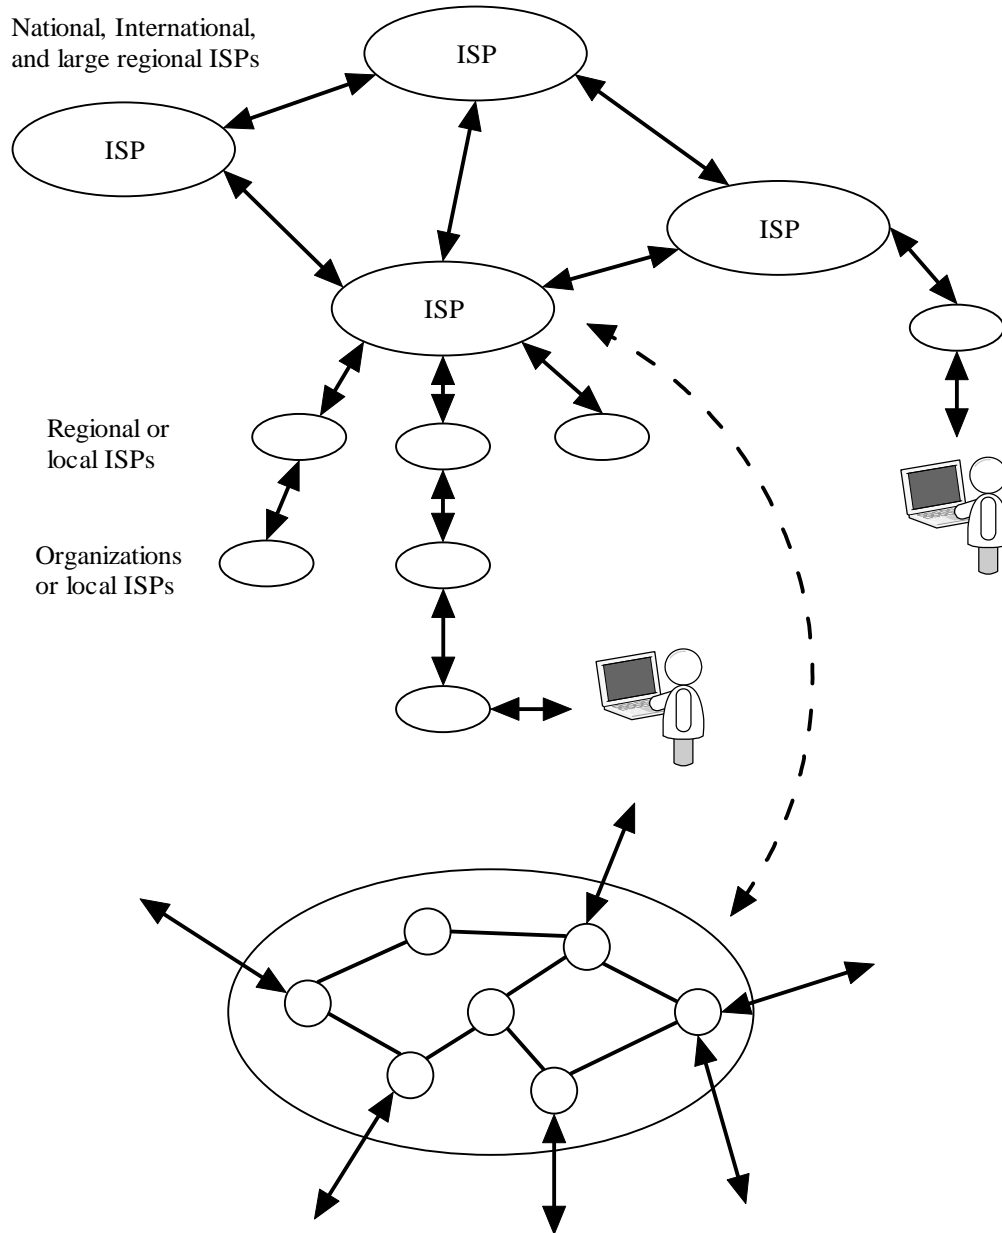 National, International,
and large regional ISPs
ISP
ISP
ISP
ISP
Regional or
local ISPs
Organizations
or local ISPs